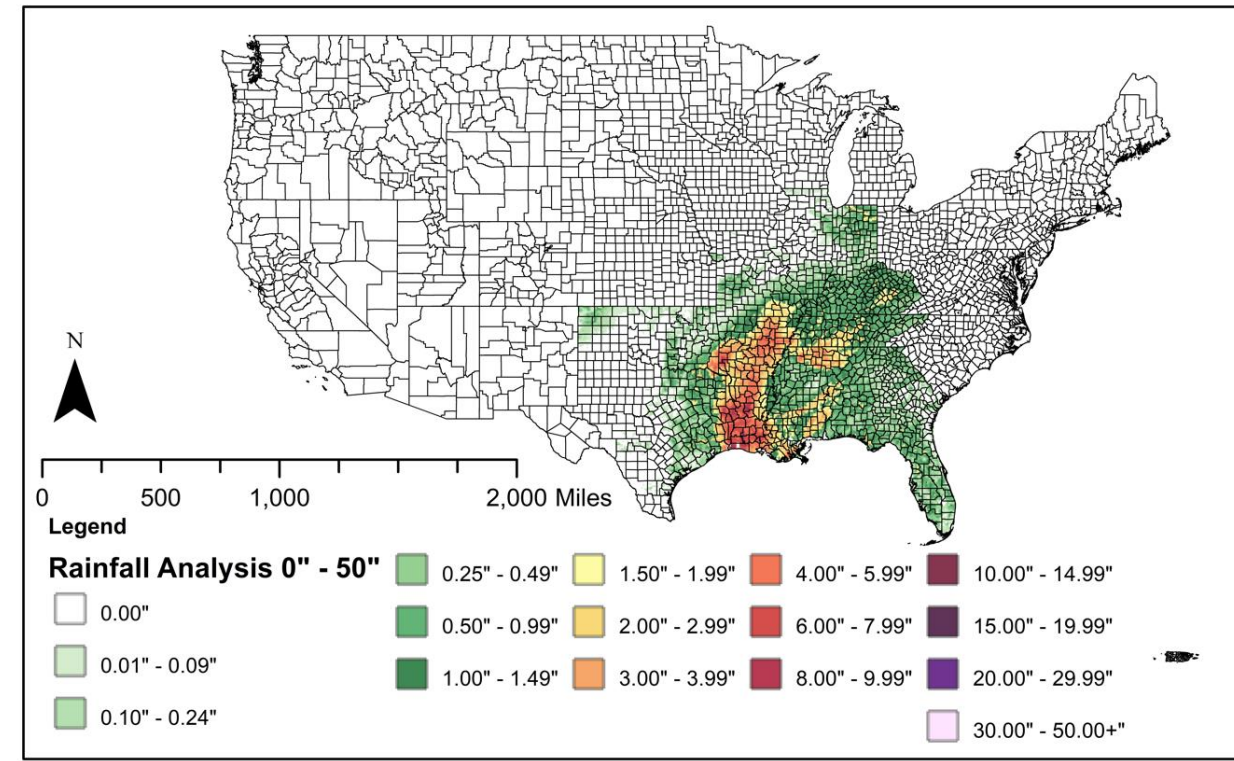 N
0 500 1,000 2,000 Miles
Legend
Rainfall Analysis 0" - 50"
0.00"
0.01" - 0.09"
0.10" - 0.24"
0.25" - 0.49"
0.50" - 0.99"
1.00" - 1.49"
1.50" - 1.99"
2.00" - 2.99"
3.00" - 3.99"
4.00" - 5.99"
6.00" - 7.99"
8.00" - 9.99"
10.00" - 14.99"
15.00" - 19.99"
20.00" - 29.99"
30.00" - 50.00+"